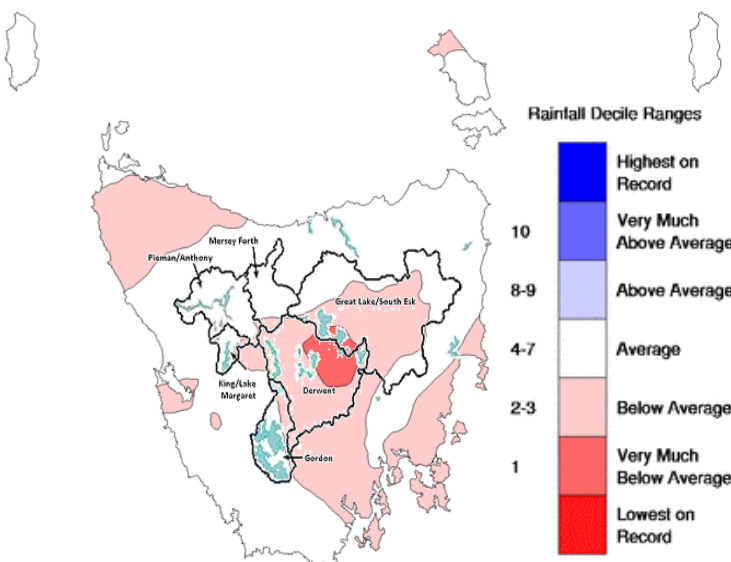 Rainfall Decile Ranges
Highest on
Record
10
Very Much
Above Average
8-9
Above Average
4-7
Average
2-3
Below Average
1
Very Much
Below Average
Lowest on
Record
Mersey Forth
Pieman/Anthony
Great Lake/South Esk
King/Lake
Margaret
Derwent
Gordon